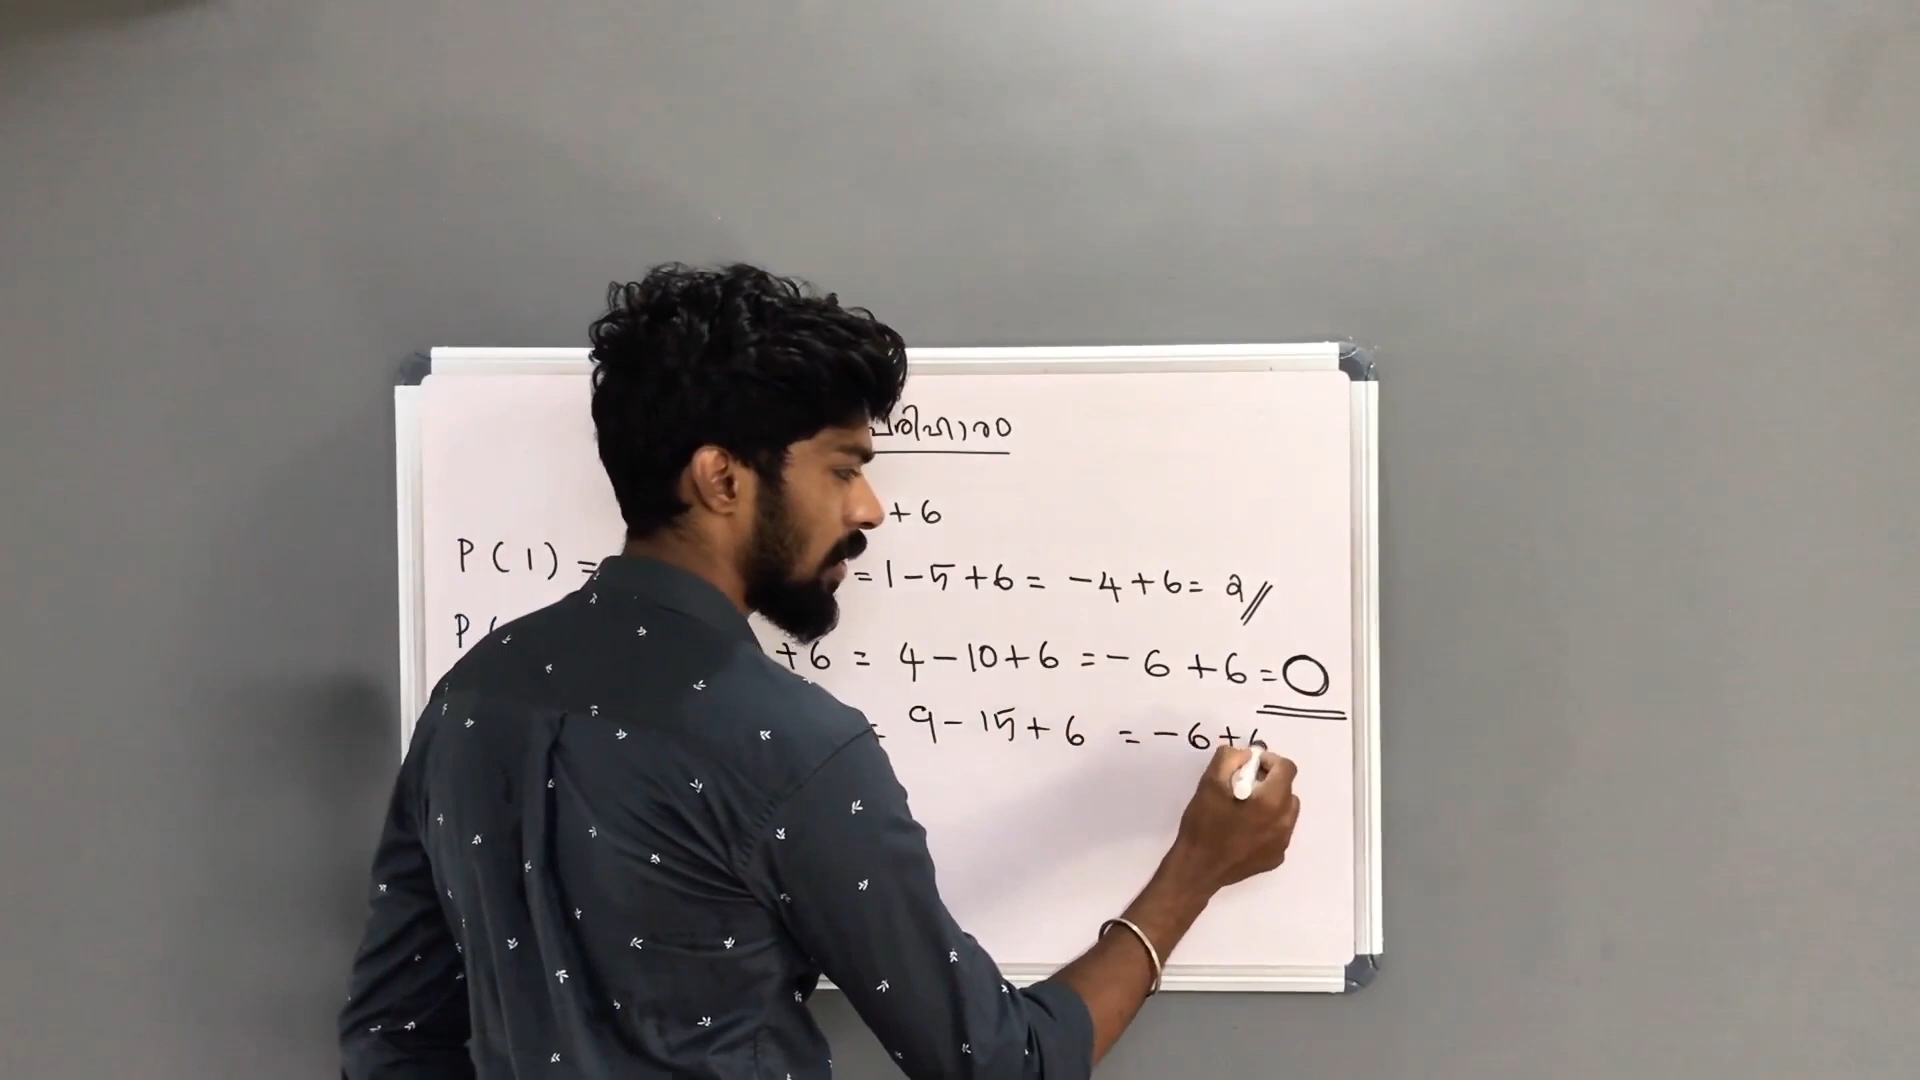 പരിഹാരം
+ 6
P(1) = = 1 - 5 + 6 = -4 + 6 = 2//
P( + 6 = 4 - 10 + 6 = -6 + 6 = 0
= 9 - 15 + 6 = -6 + 6